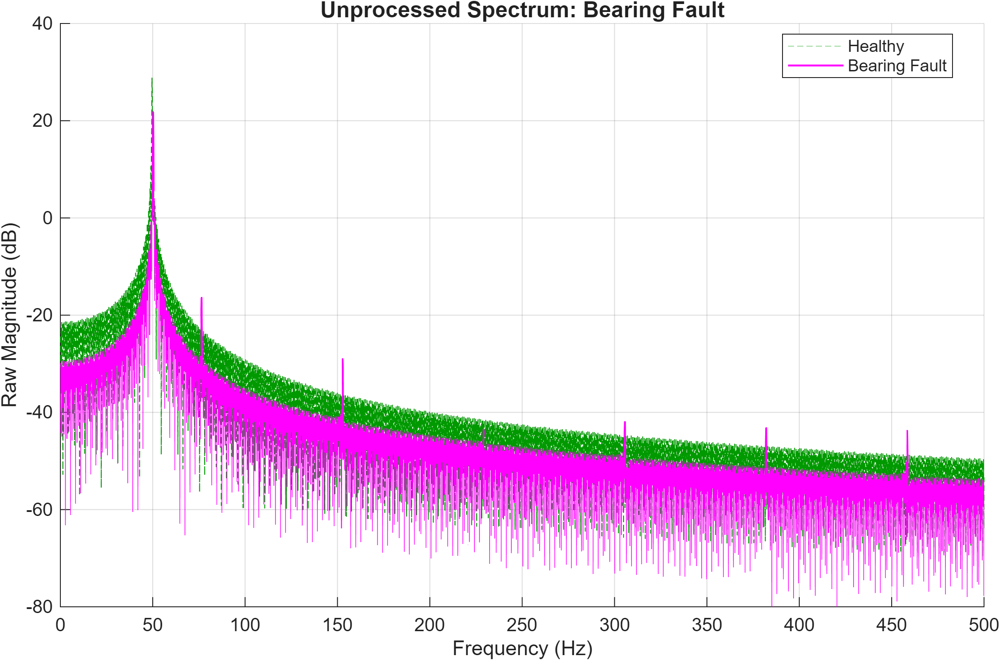 Unprocessed Spectrum: Bearing Fault
Healthy
Bearing Fault
Raw Magnitude (dB)
40
20
0
-20
-40
-60
-80
0 50 100 150 200 250 300 350 400 450 500
Frequency (Hz)